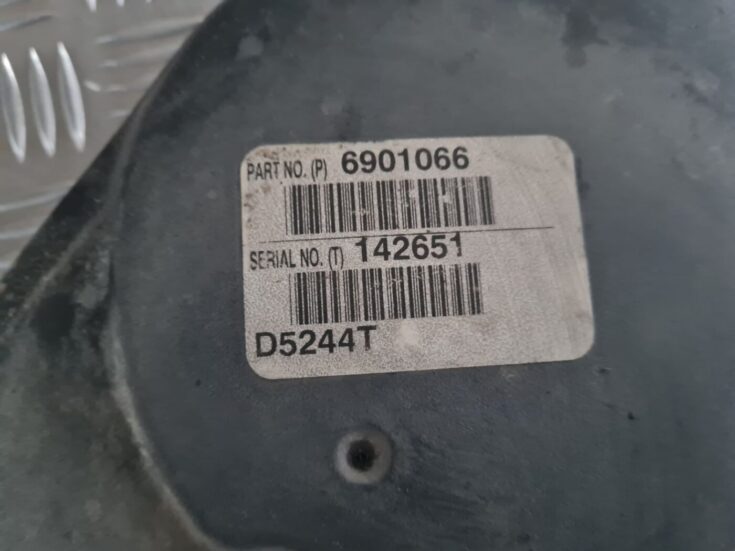 PART NO. (P) 6901066
SERIAL NO. (T) 142651
D5244T